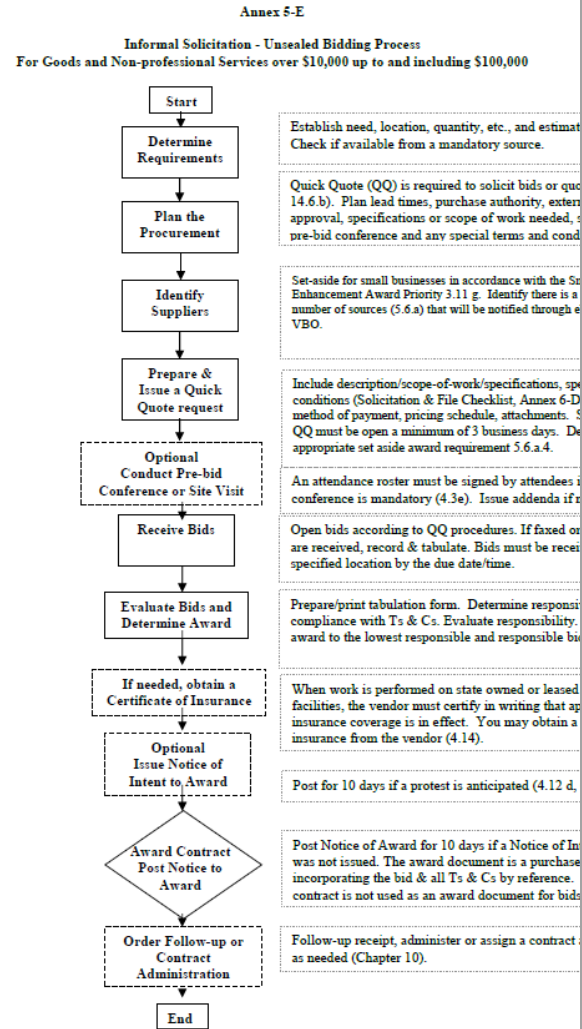 Annex 5-E
Informal Solicitation - Unsealed Bidding Process
For Goods and Non-professional Services over $10,000 up to and including $100,000
Start
Determine
Requirements
Establish need, location, quantity, etc., and estimat
Check if available from a mandatory source.
Plan the
Procurement
Quick Quote (QQ) is required to solicit bids or quo
14.6.b). Plan lead times, purchase authority, extern
approval, specifications or scope of work needed, s
pre-bid conference and any special terms and cond
Identify
Suppliers
Set-aside for small businesses in accordance with the Sm
Enhancement Award Priority 3.11 g. Identify there is a
number of sources (5.6.a) that will be notified through e
VBO.
Prepare &
Issue a Quick
Quote request
Include description/scope-of-work/specifications, spe
conditions (Solicitation & File Checklist, Annex 6-D
method of payment, pricing schedule, attachments. S
QQ must be open a minimum of 3 business days. De
appropriate set aside award requirement 5.6.a.4.
Optional
Conduct Pre-bid
Conference or Site Visit
An attendance roster must be signed by attendees i
conference is mandatory (4.3e). Issue addenda if n
Receive Bids
Open bids according to QQ procedures. If faxed or
are received, record & tabulate. Bids must be recei
specified location by the due date/time.
Evaluate Bids and
Determine Award
Prepare/print tabulation form. Determine responsi
compliance with Ts & Cs. Evaluate responsibility.
award to the lowest responsible and responsible bi
If needed, obtain a
Certificate of Insurance
When work is performed on state owned or leased
facilities, the vendor must certify in writing that ap
insurance coverage is in effect. You may obtain a
insurance from the vendor (4.14).
Optional
Issue Notice of
Intent to Award
Post for 10 days if a protest is anticipated (4.12 d,
Award Contract
Post Notice to
Award
Post Notice of Award for 10 days if a Notice of In
was not issued. The award document is a purchase
incorporating the bid & all Ts & Cs by reference.
contract is not used as an award document for bids
Order Follow-up or
Contract
Administration
Follow-up receipt, administer or assign a contract
as needed (Chapter 10).
End